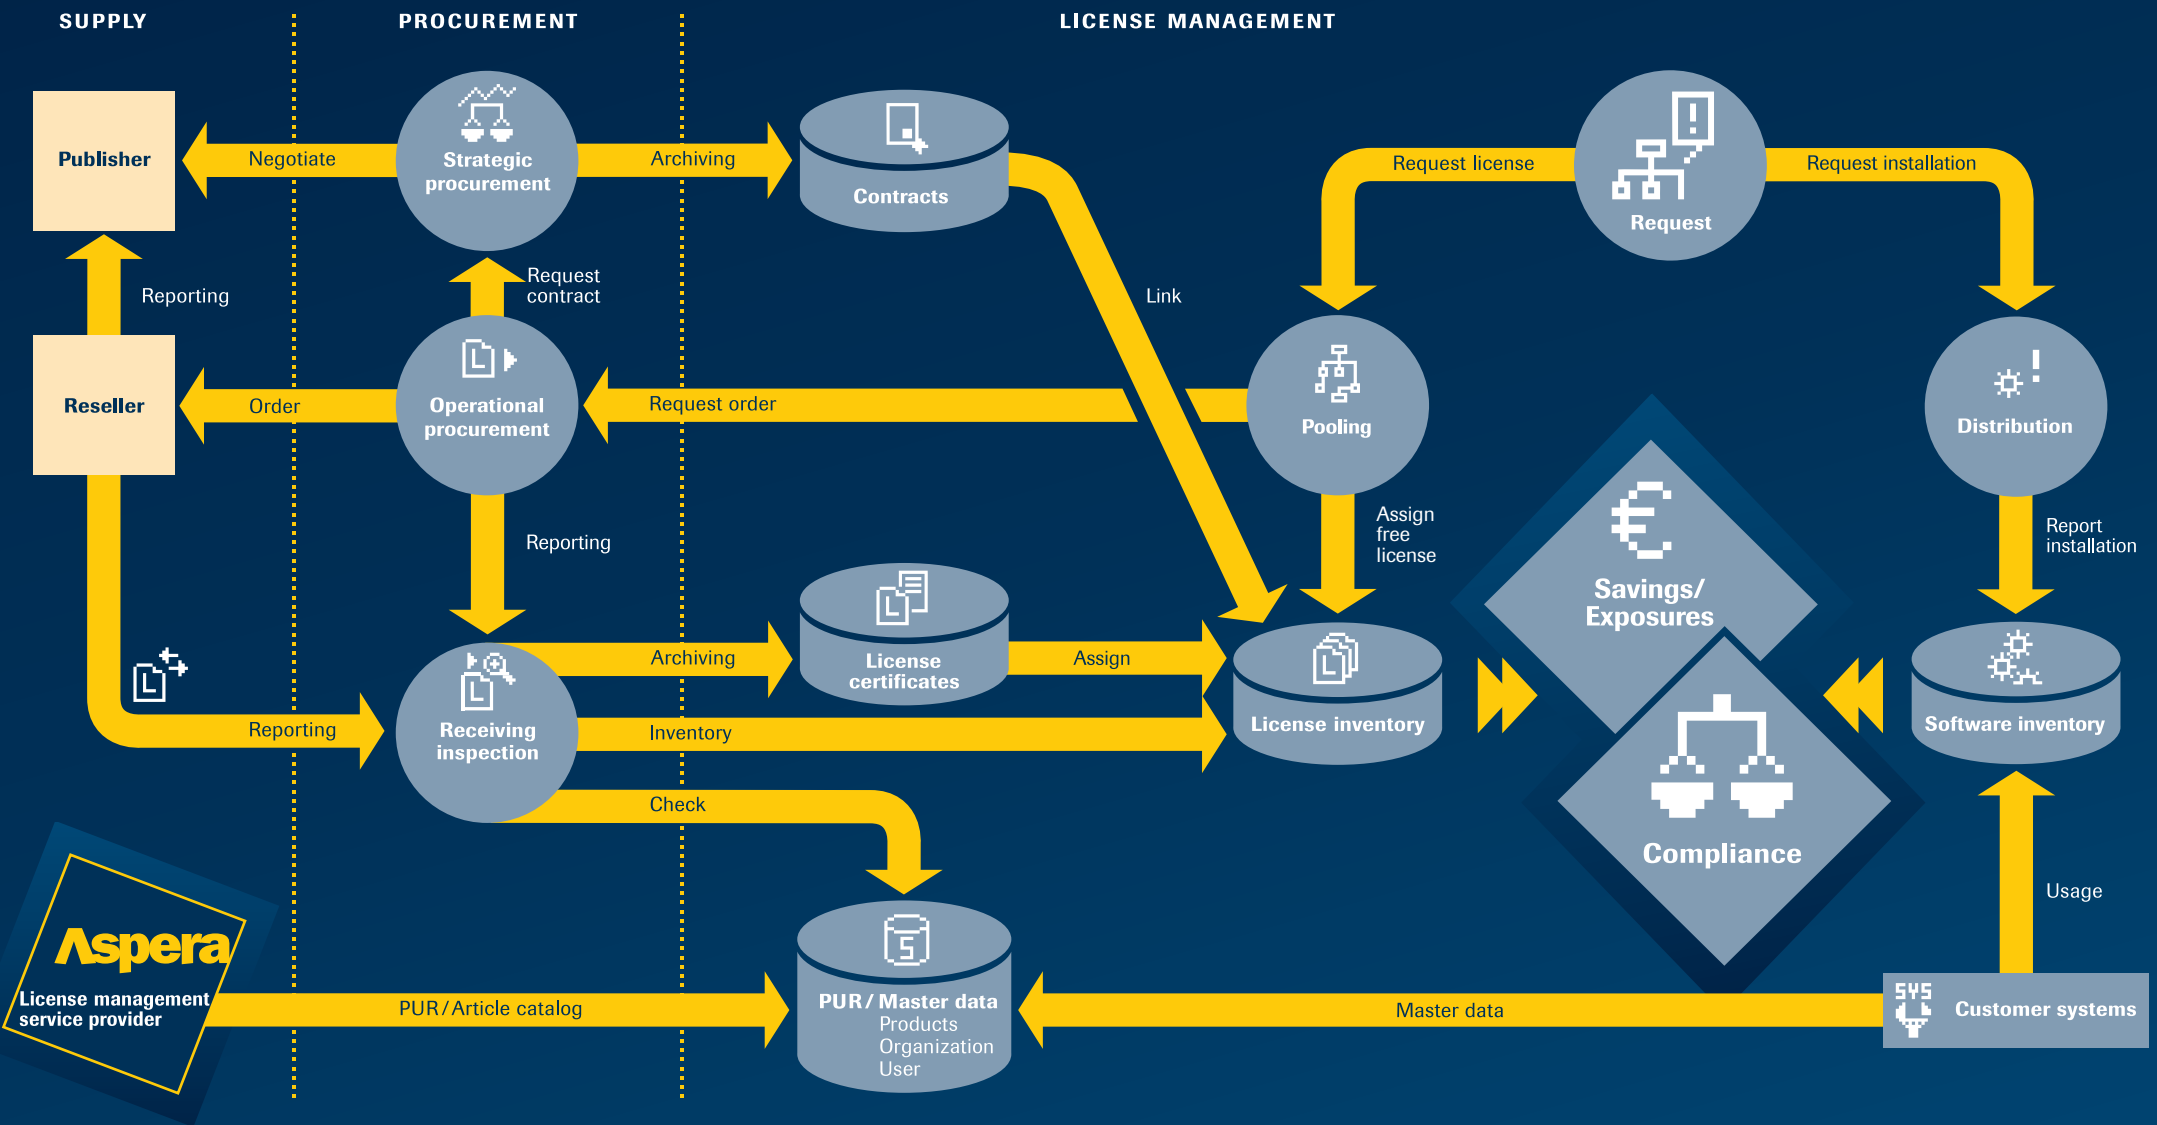 SUPPLY
PROCUREMENT
LICENSE MANAGEMENT
Publisher
Negotiate
Strategic
procurement
Archiving
Contracts
Request license
Request
Request installation
Reporting
Request
contract
Link
Reseller
Order
Operational
procurement
Request order
Pooling
Distribution
Reporting
Assign
free
license
Savings/
Exposures
Report
installation
Archiving
License
certificates
Assign
License inventory
Software inventory
Reporting
Receiving
inspection
Inventory
Check
Compliance
Usage
Aspera
License management
service provider
PUR/Article catalog
PUR/Master data
Products
Organization
User
Master data
SYS
Customer systems
L
L
L
L
L
S